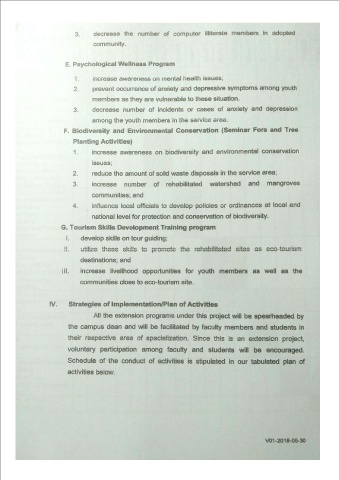 3. decrease the number of computer illiterate members in adopted
community.
E. Psychological Wellness Program
1. increase awareness on mental health issues;
2. prevent occurrence of anxiety and depressive symptoms among youth
members as they are vulnerable to these situation.
3. decrease number of incidents or cases of anxiety and depression
among the youth members in the service area.
F. Biodiversity and Environmental Conservation (Seminar Fora and Tree
Planting Activities)
1. increase awareness on biodiversity and environmental conservation
issues;
2. reduce the amount of solid waste disposals in the service area;
3. increase number of rehabilitated watershed and mangroves
communities; and
4. influence local officials to develop policies or ordinances at local and
national level for protection and conservation of biodiversity.
G. Tourism Skills Development Training program
I. develop skills on tour guiding;
II. utilize these skills to promote the rehabilitated sites as eco-tourism
destinations; and
III. increase livelihood opportunities for youth members as well as the
communities close to eco-tourism site.
IV. Strategies of Implementation/Plan of Activities
All the extension programs under this project will be spearheaded by
the campus dean and will be facilitated by faculty members and students in
their respective area of specialization. Since this is an extension project,
voluntary participation among faculty and students will be encouraged.
Schedule of the conduct of activities is stipulated in our tabulated plan of
activities below.
V01-2018-05-30